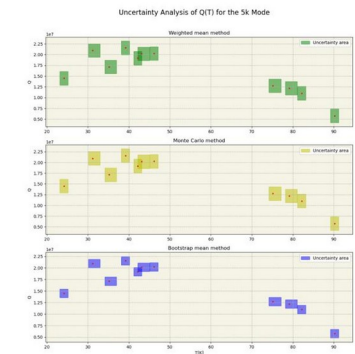 Uncertainty Analysis of Q(T) for the 5k Mode
1e7
Weighted mean method
Uncertainty area
2.25
2.00
1.75
1.50
1.25
1.00
0.75
0.50
Q
20 30 40 50 60 70 80 90
1e7
Monte Carlo method
Uncertainty area
2.25
2.00
1.75
1.50
1.25
1.00
0.75
0.50
Q
20 30 40 50 60 70 80 90
1e7
Bootstrap mean method
Uncertainty area
2.25
2.00
1.75
1.50
1.25
1.00
0.75
0.50
Q
20 30 40 50 60 70 80 90
T[K]